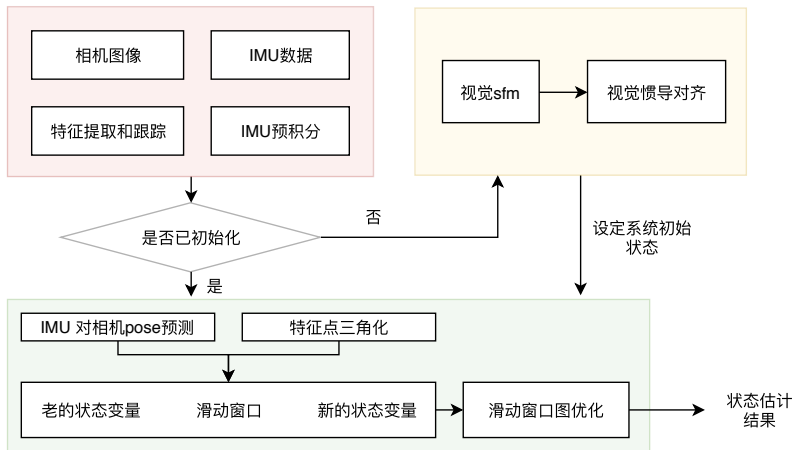 相机图像
IMU数据
特征提取和跟踪
IMU预积分
视觉sfm
视觉惯导对齐
是否已初始化
否
是
设定系统初始
状态
IMU 对相机pose预测
特征点三角化
老的状态变量
滑动窗口
新的状态变量
滑动窗口图优化
状态估计
结果